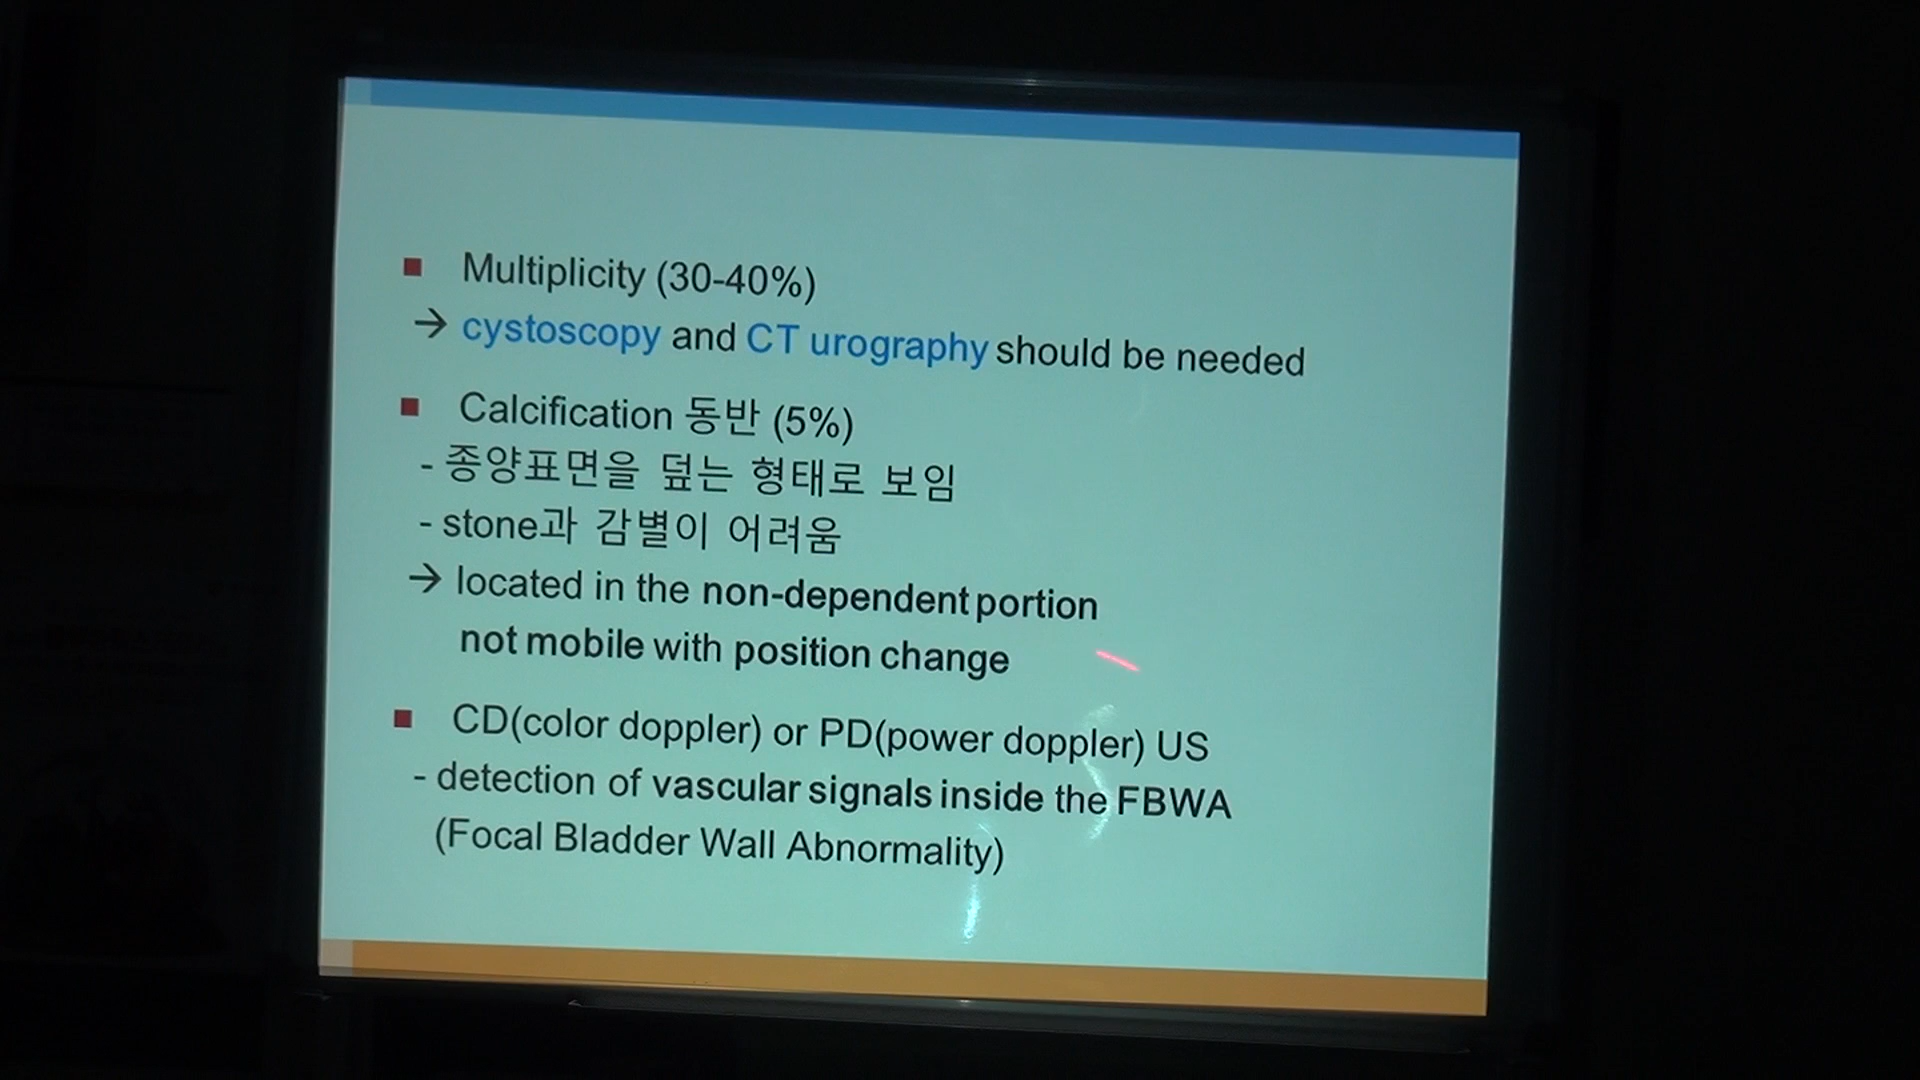 ■ Multiplicity (30-40%)
→ cystoscopy and CT urography should be needed
■ Calcification 동반 (5%)
- 종양표면을 덮는 형태로 보임
- stone과 감별이 어려움
→ located in the non-dependent portion
not mobile with position change
■ CD(color doppler) or PD(power doppler) US
- detection of vascular signals inside the FBWA
(Focal Bladder Wall Abnormality)